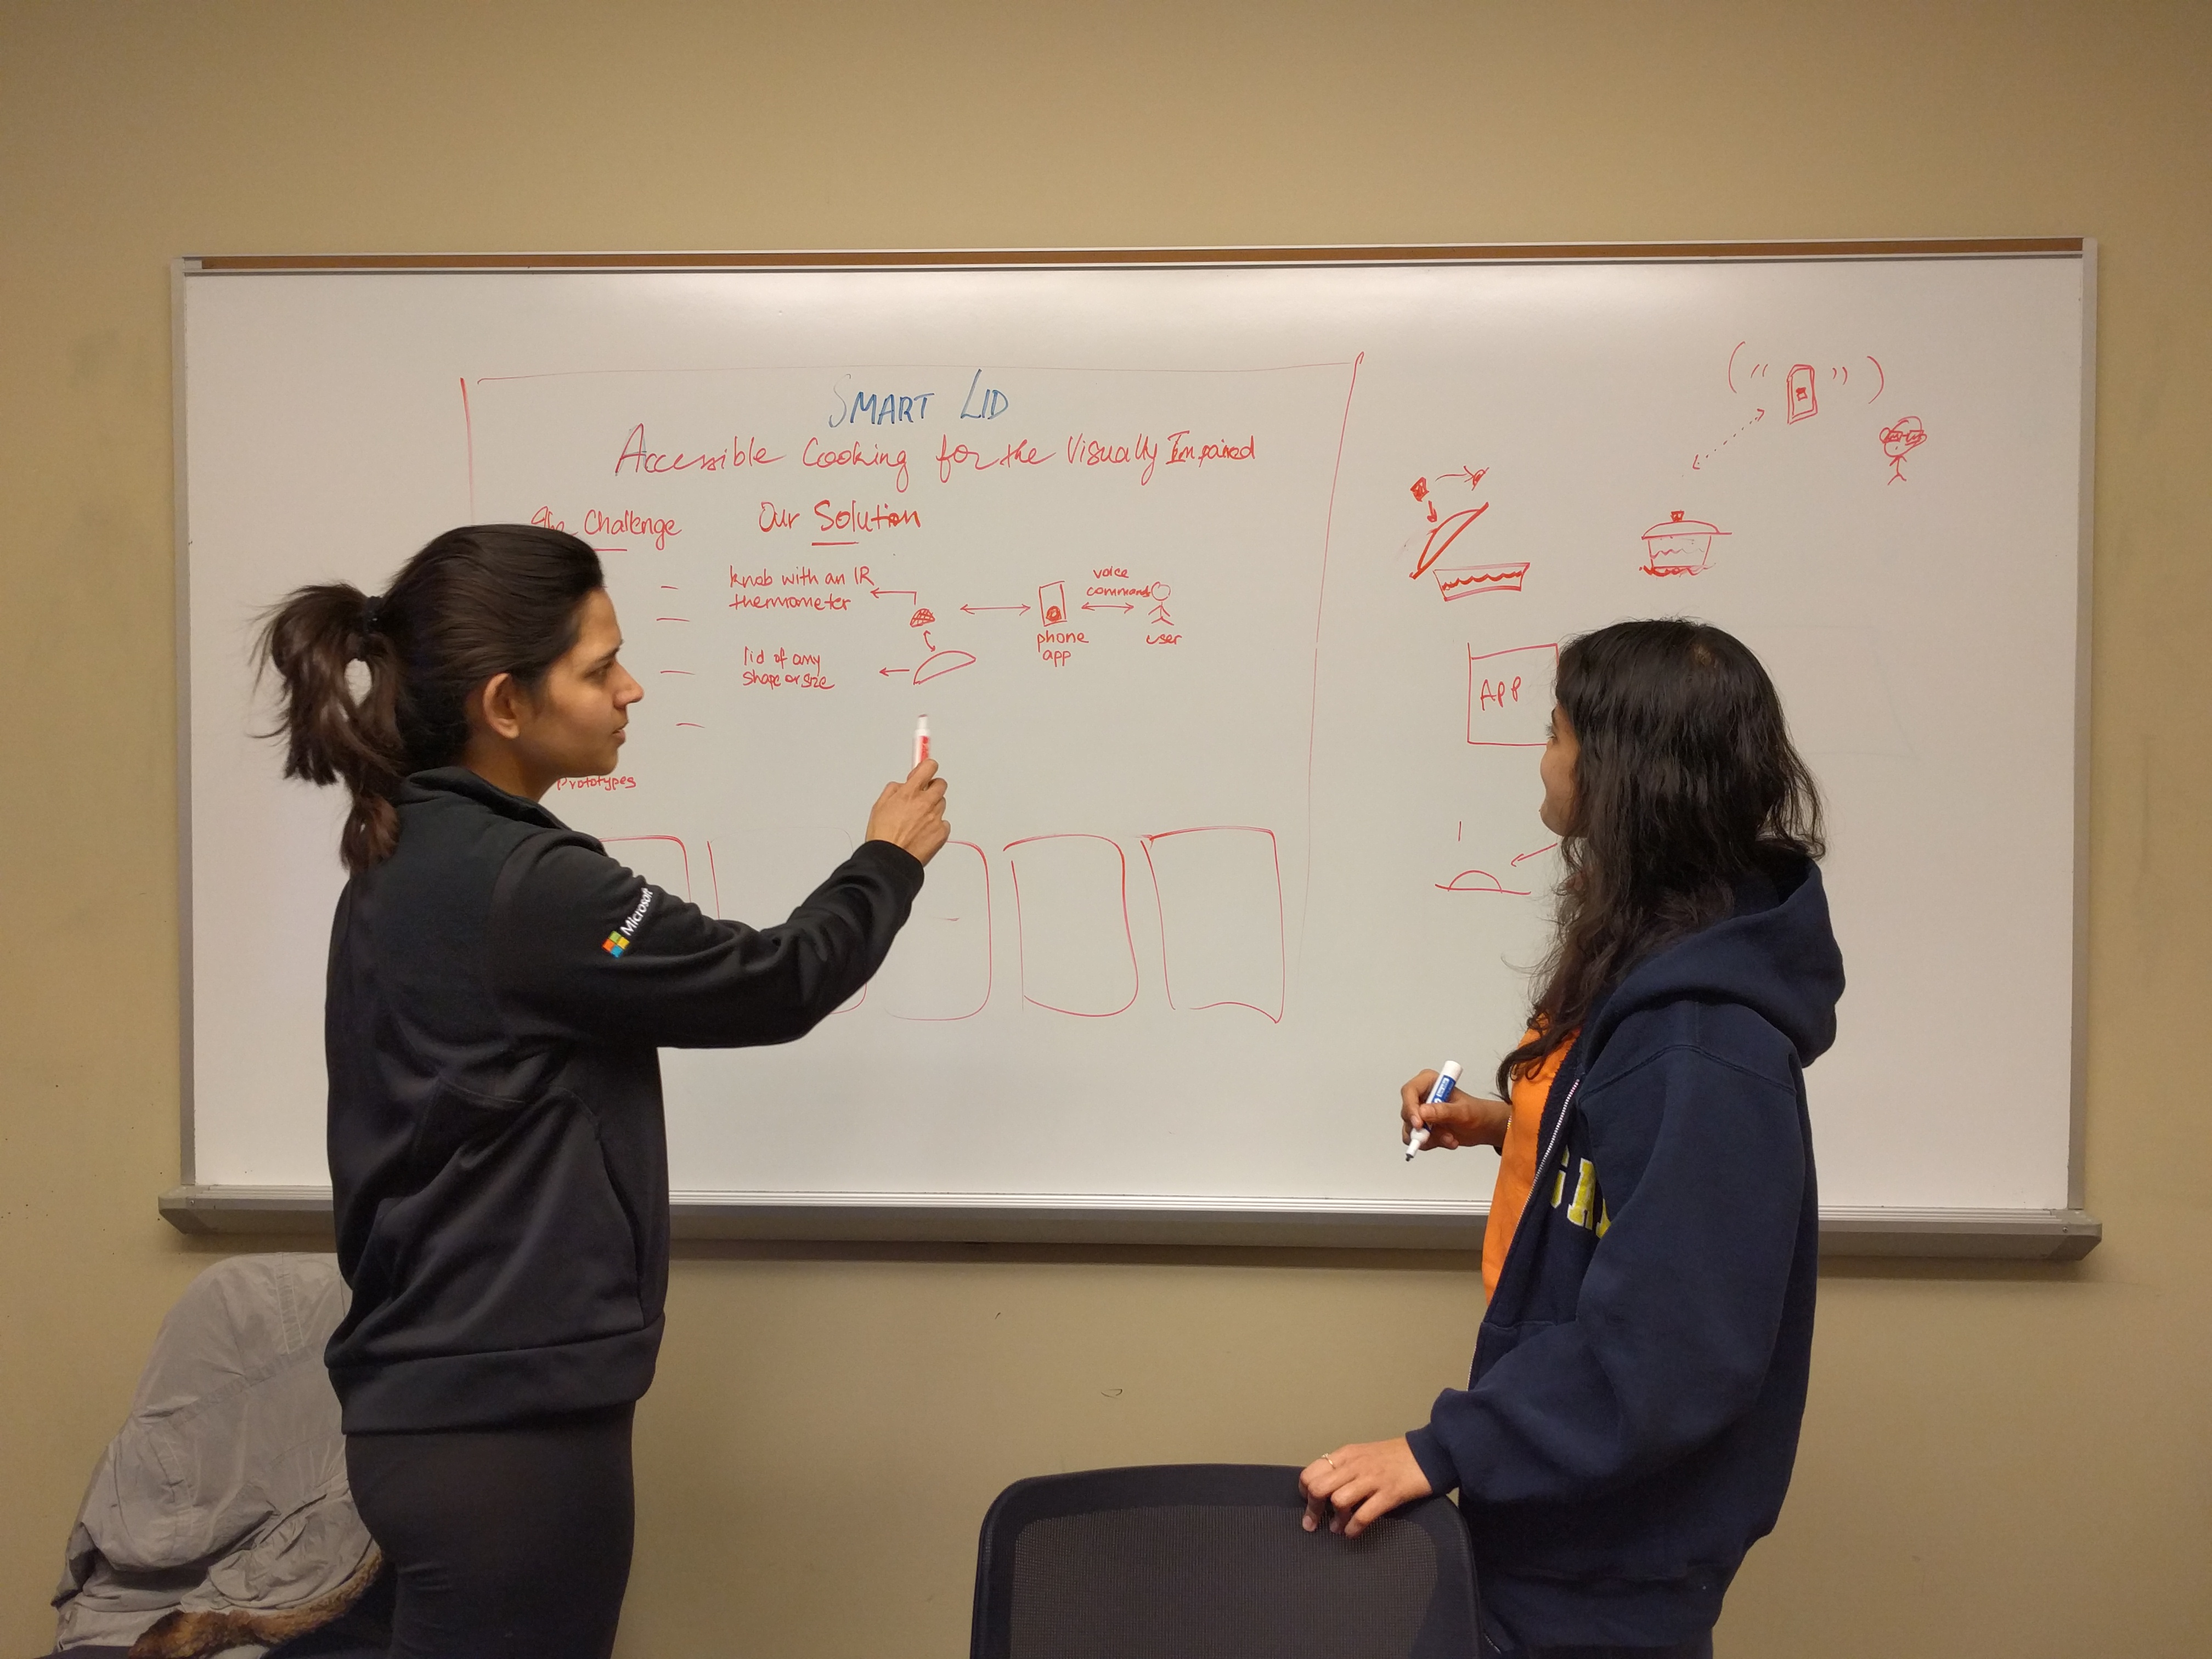 SMART LID
Accessible Cooking for the Visually Impaired
The Challenge
Our Solution
knob with an IR
thermometer
voice
command
phone
app
user
lid of any
shape or size
Prototypes
APP
Microsoft